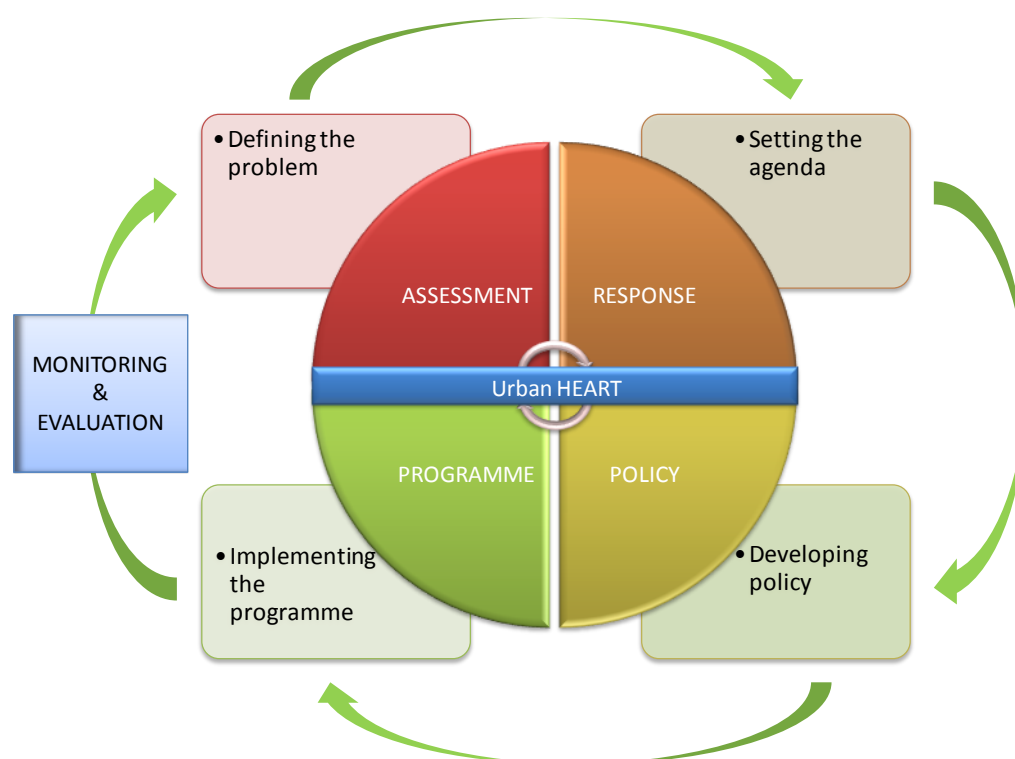 • Defining the
problem
• Setting the
agenda
ASSESSMENT
RESPONSE
MONITORING
&
EVALUATION
Urban HEART
PROGRAMME
POLICY
• Implementing
the
programme
• Developing
policy